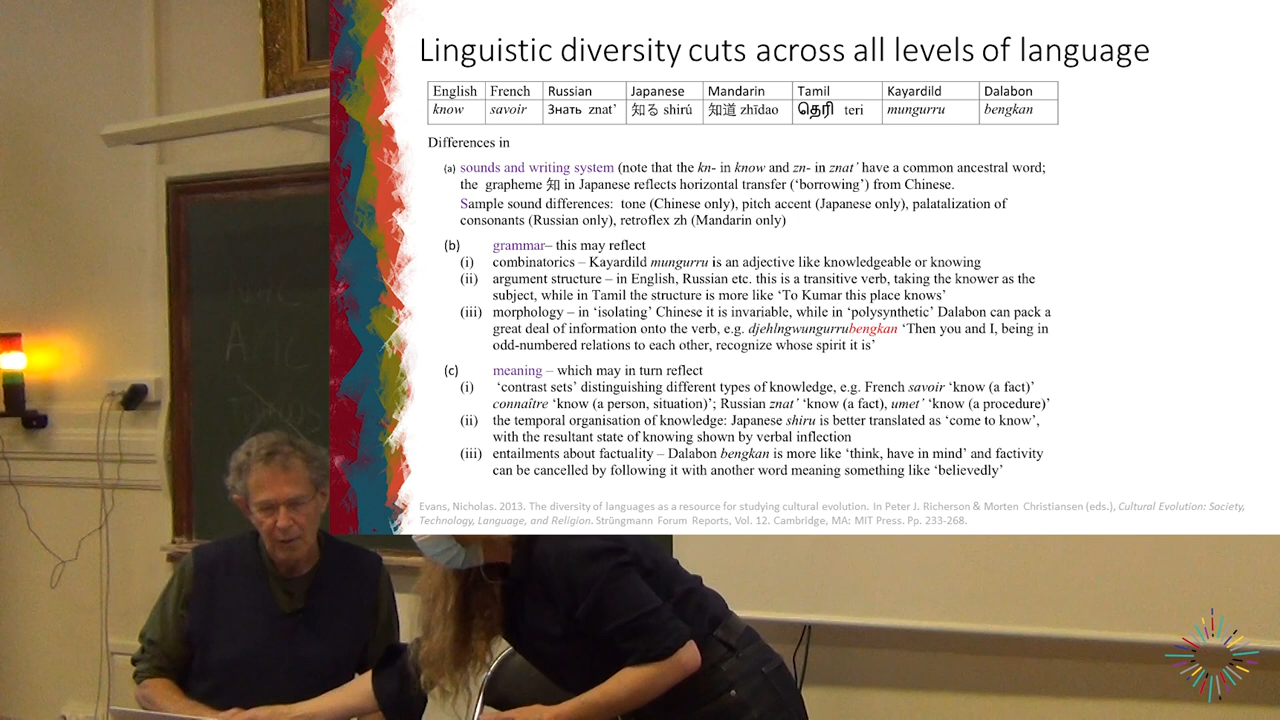 Linguistic diversity cuts across all levels of language
English French Russian Japanese Mandarin Tamil Kayardild Dalabon
know savoir Знать znat’ 知る shirú 知道 zhīdao தெரி teri mungurru bengkan
Differences in
(a) sounds and writing system (note that the kn- in know and zn- in znat’ have a common ancestral word;
the grapheme 知 in Japanese reflects horizontal transfer (‘borrowing’) from Chinese.
Sample sound differences: tone (Chinese only), pitch accent (Japanese only), palatalization of
consonants (Russian only), retroflex zh (Mandarin only)
(b) grammar– this may reflect
(i) combinatorics – Kayardild mungurru is an adjective like knowledgeable or knowing
(ii) argument structure – in English, Russian etc. this is a transitive verb, taking the knower as the
subject, while in Tamil the structure is more like ‘To Kumar this place knows’
(iii) morphology – in ‘isolating’ Chinese it is invariable, while in ‘polysynthetic’ Dalabon can pack a
great deal of information onto the verb, e.g. djehlngwungurrubengkan ‘Then you and I, being in
odd-numbered relations to each other, recognize whose spirit it is’
(c) meaning – which may in turn reflect
(i) ‘contrast sets’ distinguishing different types of knowledge, e.g. French savoir ‘know (a fact)’
connaître ‘know (a person, situation)’; Russian znat’ ‘know (a fact), umet’ ‘know (a procedure)’
(ii) the temporal organisation of knowledge: Japanese shiru is better translated as ‘come to know’,
with the resultant state of knowing shown by verbal inflection
(iii) entailments about factuality – Dalabon bengkan is more like ‘think, have in mind’ and factivity
can be cancelled by following it with another word meaning something like ‘believedly’
Evans, Nicholas. 2013. The diversity of languages as a resource for studying cultural evolution. In Peter J. Richerson & Morten Christiansen (eds.), Cultural Evolution: Society,
Technology, Language, and Religion. Strüngmann Forum Reports, Vol. 12. Cambridge, MA: MIT Press. Pp. 233-268.